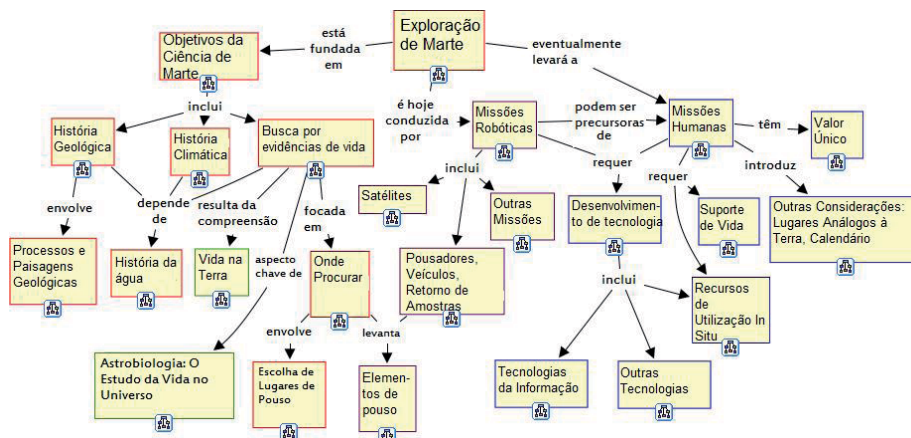 Exploração
de Marte
está
fundada
em
Objetivos da
Ciência de
Marte
eventualmente
levará a
inclui
é hoje
conduzida
por
História
Geológica
História
Climática
Busca por
evidências de vida
Missões
Robóticas
podem ser
precursoras
de
Missões
Humanas
têm
Valor
Único
inclui
requer
requer
introduz
envolve
depende
de
resulta da
compreensão
focada
em
Satélites
Outras
Missões
Desenvolvimen-
to de tecnologia
Suporte
de Vida
Outras Considerações:
Lugares Análogos à
Terra, Calendário
Processos e
Paisagens
Geológicas
História da
água
Vida na
Terra
aspecto
chave de
Onde
Procurar
Pousadores,
Veículos,
Retorno de
Amostras
inclui
Recursos
de
Utilização In
Situ
envolve
levanta
Astrobiologia: O
Estudo da Vida no
Universo
Escolha de
Lugares de
Pouso
Elemen-
tos de
pouso
Tecnologias
da Informação
Outras
Tecnologias